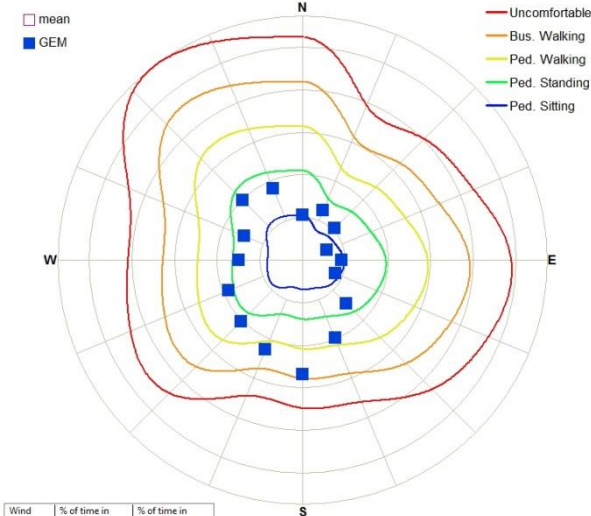 N
mean
GEM
Uncomfortable
Bus. Walking
Ped. Walking
Ped. Standing
Ped. Sitting
W
E
S
Wind % of time in % of time in